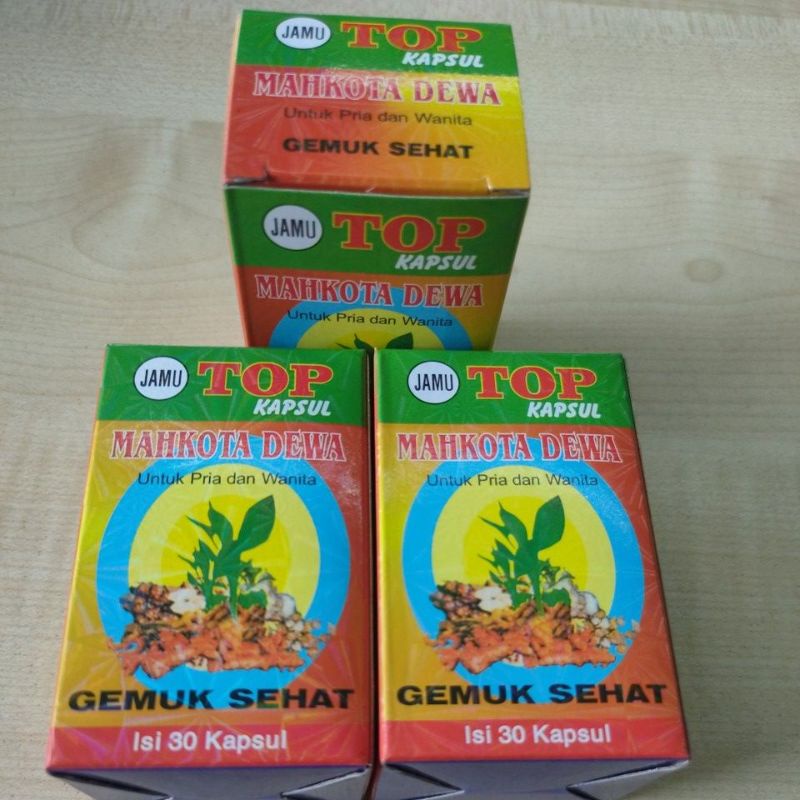 JAMU TOP
KAPSUL
MAHKOTA DEWA
Untuk Pria dan Wanita
GEMUK SEHAT
JAMU TOP
KAPSUL
MAHKOTA DEWA
Untuk Pria dan Wanita
JAMU TOP
KAPSUL
MAHKOTA DEWA
Untuk Pria dan Wanita
GEMUK SEHAT
Isi 30 Kapsul
JAMU TOP
KAPSUL
MAHKOTA DEWA
Untuk Pria dan Wanita
GEMUK SEHAT
Isi 30 Kapsul